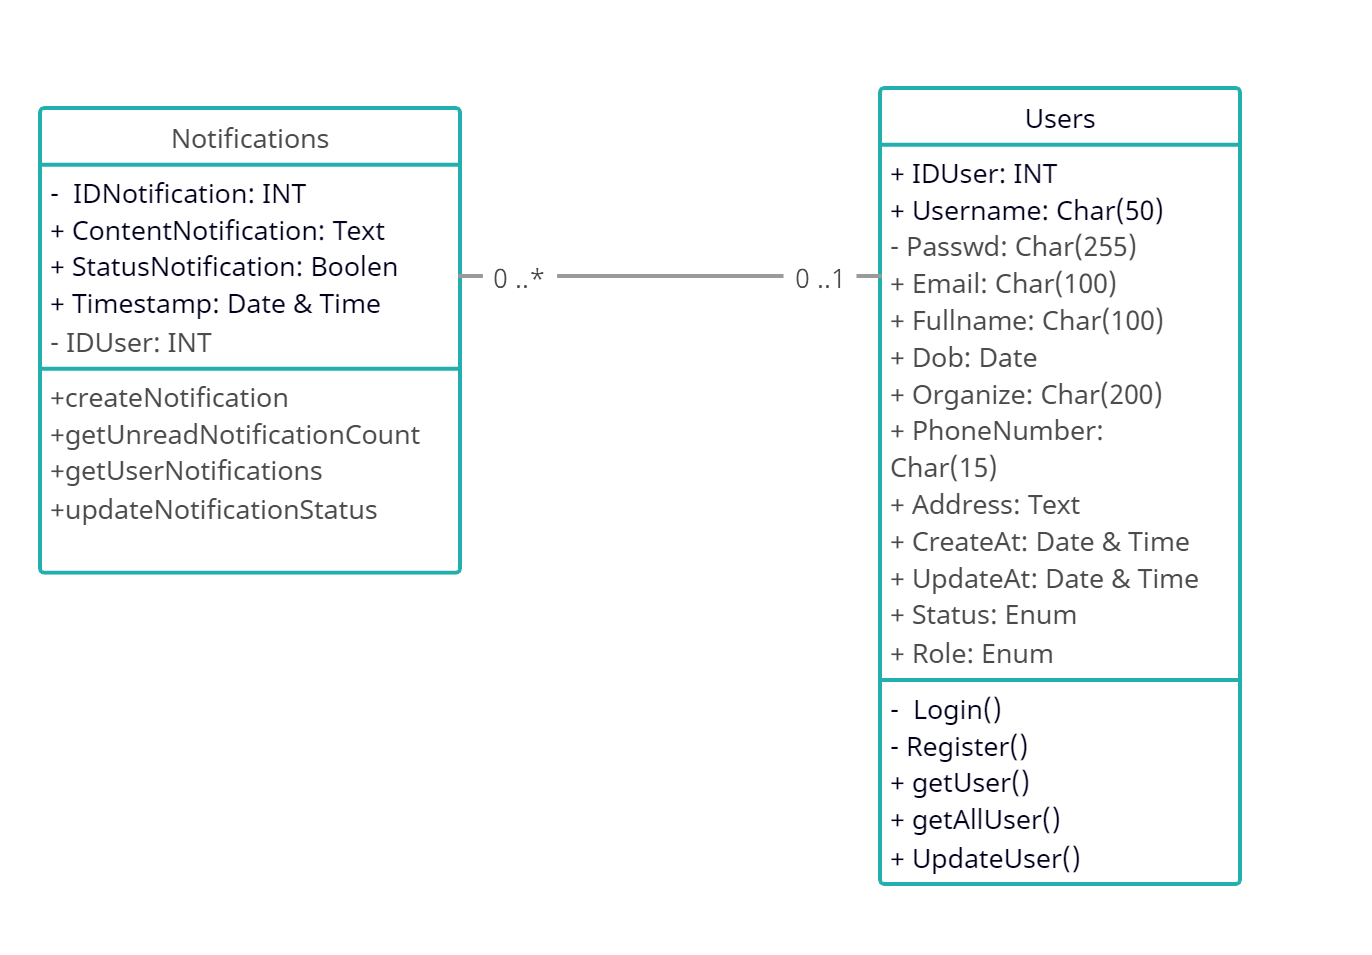 Notifications
- IDNotification: INT
+ ContentNotification: Text
+ StatusNotification: Boolen
+ Timestamp: Date & Time
- IDUser: INT
+createNotification
+getUnreadNotificationCount
+getUserNotifications
+updateNotificationStatus
0 ..*
0 ..1
Users
+ IDUser: INT
+ Username: Char(50)
- Passwd: Char(255)
+ Email: Char(100)
+ Fullname: Char(100)
+ Dob: Date
+ Organize: Char(200)
+ PhoneNumber:
Char(15)
+ Address: Text
+ CreateAt: Date & Time
+ UpdateAt: Date & Time
+ Status: Enum
+ Role: Enum
- Login()
- Register()
+ getUser()
+ getAllUser()
+ UpdateUser()